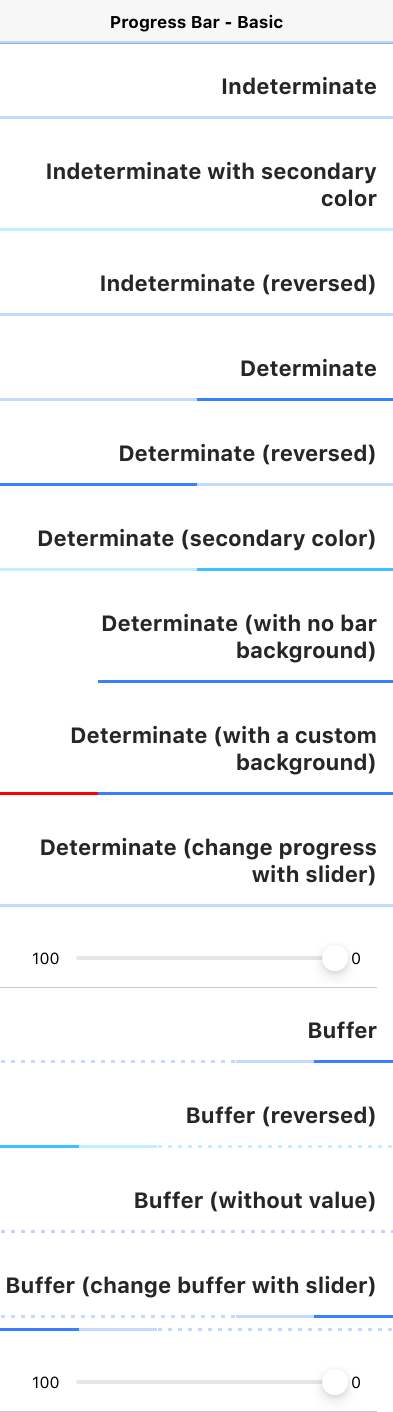 Progress Bar - Basic
Indeterminate
Indeterminate with secondary
color
Indeterminate (reversed)
Determinate
Determinate (reversed)
Determinate (secondary color)
Determinate (with no bar
background)
Determinate (with a custom
background)
Determinate (change progress
with slider)
100 0
Buffer
Buffer (reversed)
Buffer (without value)
Buffer (change buffer with slider)
100 0